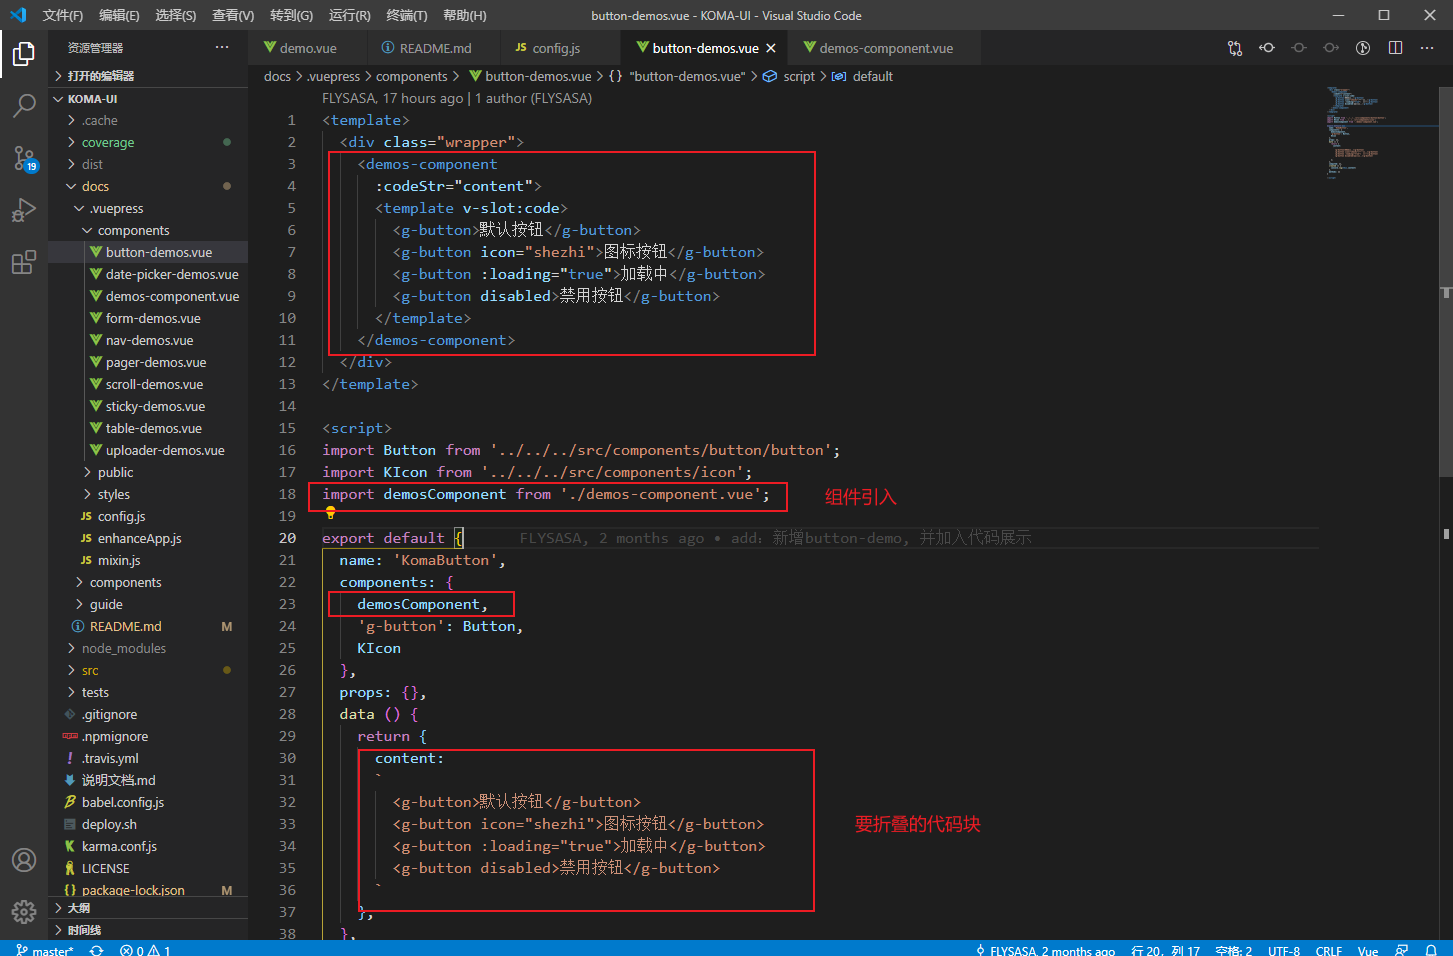 文件(F) 编辑(E) 选择(S) 查看(V) 转到(G) 运行(R) 终端(T) 帮助(H) button-demos.vue - KOMA-UI - Visual Studio Code
资源管理器 ···
打开的编辑器
KOMA-UI
.cache
coverage
dist
docs
.vuepress
components
button-demos.vue
date-picker-demos.vue
demos-component.vue
form-demos.vue
nav-demos.vue
pager-demos.vue
scroll-demos.vue
sticky-demos.vue
table-demos.vue
uploader-demos.vue
public
styles
JS config.js
JS enhanceApp.js
JS mixin.js
components
guide
README.md M
node_modules
src
tests
.gitignore
.npmignore
.travis.yml
说明文档.md
babel.config.js
deploy.sh
karma.conf.js
LICENSE
package-lock.json M
大纲
时间线
19
demo.vue README.md JS config.js button-demos.vue demos-component.vue
docs > .vuepress > components > button-demos.vue > {} "button-demos.vue" > script > default
FLYSASA, 17 hours ago | 1 author (FLYSASA)
1 <template>
2 <div class="wrapper">
3 <demos-component
4 :codeStr="content">
5 <template v-slot:code>
6 <g-button>默认按钮</g-button>
7 <g-button icon="shezhi">图标按钮</g-button>
8 <g-button :loading="true">加载中</g-button>
9 <g-button disabled>禁用按钮</g-button>
10 </template>
11 </demos-component>
12 </div>
13 </template>
14
15 <script>
16 import Button from '../../../src/components/button/button';
17 import KIcon from '../../../src/components/icon';
18 import demosComponent from './demos-component.vue'; 组件引入
19
20 export default { FLYSASA, 2 months ago • add：新增button-demo, 并加入代码展示
21 name: 'KomaButton',
22 components: {
23 demosComponent,
24 'g-button': Button,
25 KIcon
26 },
27 props: {},
28 data () {
29 return {
30 content:
31 `
32 <g-button>默认按钮</g-button>
33 <g-button icon="shezhi">图标按钮</g-button> 要折叠的代码块
34 <g-button :loading="true">加载中</g-button>
35 <g-button disabled>禁用按钮</g-button>
36 `
37 };
38 },
master* 0 1 FLYSASA, 2 months ago 行 20，列 17 空格: 2 UTF-8 CRLF Vue